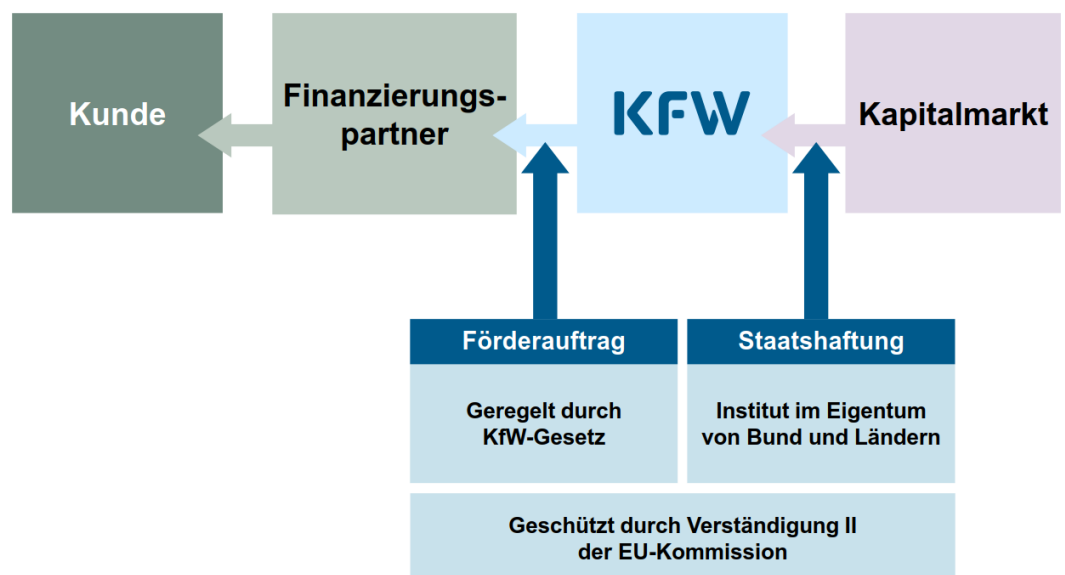 Kunde
Finanzierungs-
partner
KFW
Kapitalmarkt
Förderauftrag
Staatshaftung
Geregelt durch
KfW-Gesetz
Institut im Eigentum
von Bund und Ländern
Geschützt durch Verständigung II
der EU-Kommission